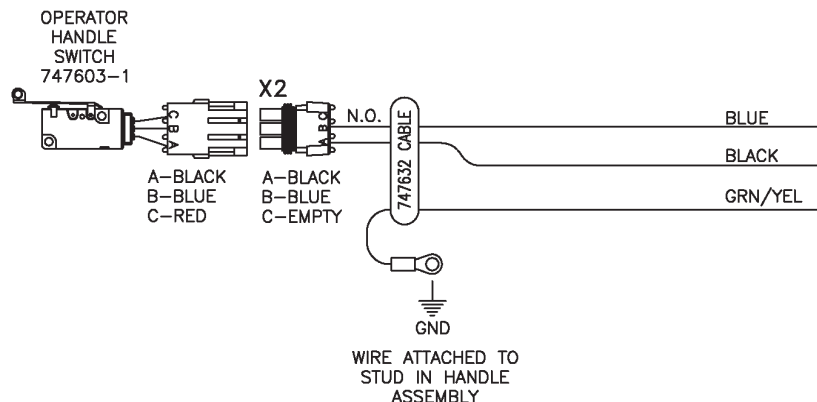 OPERATOR
HANDLE
SWITCH
747603-1
C
B
A
A-BLACK
B-BLUE
C-RED
X2
C
B
A
A-BLACK
B-BLUE
C-EMPTY
N.O.
747632 CABLE
BLUE
BLACK
GRN/YEL
GND
WIRE ATTACHED TO
STUD IN HANDLE
ASSEMBLY